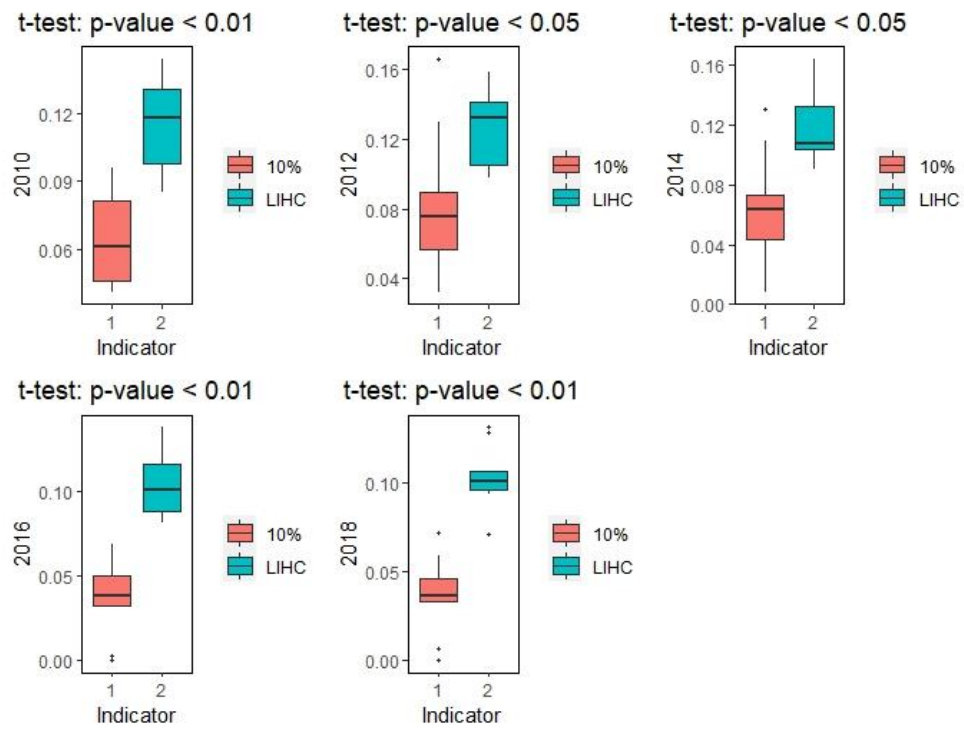 t-test: p-value < 0.01
2010
0.12
0.09
0.06
1 2
Indicator
10%
LIHC
t-test: p-value < 0.05
2012
0.16
0.12
0.08
0.04
1 2
Indicator
10%
LIHC
t-test: p-value < 0.05
2014
0.16
0.12
0.08
0.04
0.00
1 2
Indicator
10%
LIHC
t-test: p-value < 0.01
2016
0.10
0.05
0.00
1 2
Indicator
10%
LIHC
t-test: p-value < 0.01
2018
0.10
0.05
0.00
1 2
Indicator
10%
LIHC